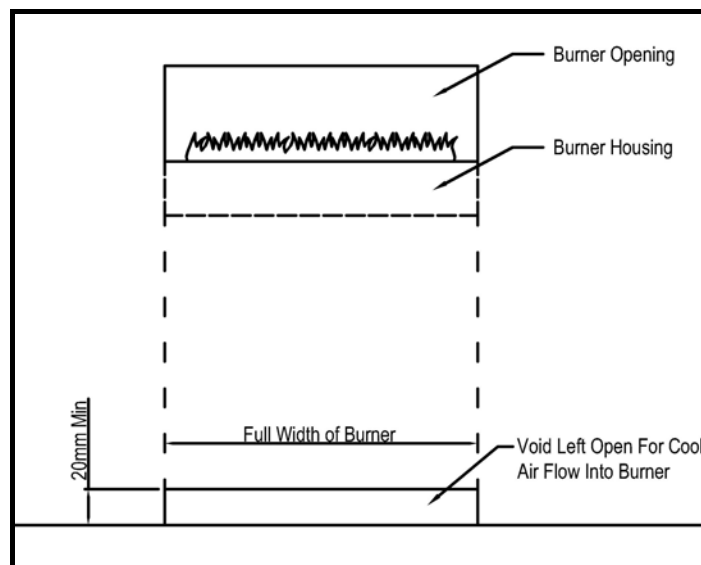 Burner Opening
Burner Housing
20mm Min
Full Width of Burner
Void Left Open For Cool
Air Flow Into Burner